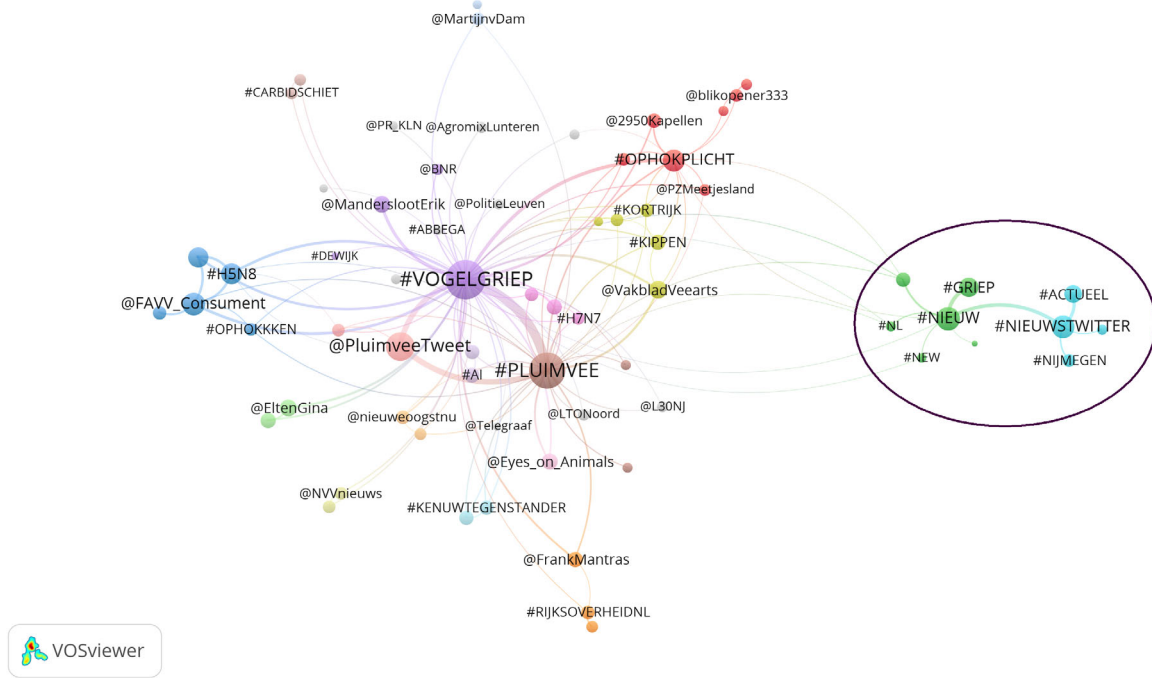 @MartijnvDam
#CARBIDSCHIET
@blikopener333
@2950Kapellen
@PR_KLN
@AgromixLunteren
#OPHOKPLICHT
@BNR
@PZMeetjesland
@ManderslootErik
@PolitieLeuven
#KORTRIJK
#ABBEGA
#KIPPEN
#DEWIJK
#H5N8
#VOGELGRIEP
@VakbladVeearts
#GRIEP
#ACTUEEL
@FAVV_Consument
#H7N7
#NIEUW
#NL
#NIEUWSTWITTER
#OPHOKKKEN
@PluimveeTweet
#NEW
#NIJMEGEN
#AI
#PLUIMVEE
@EltenGina
@nieuweoogstnu
@Telegraaf
@LTONoord
@L30NJ
@Eyes_on_Animals
@NVVnieuws
#KENUWTEGENSTANDER
@FrankMantras
#RIJKSOVERHEIDNL
VOSviewer